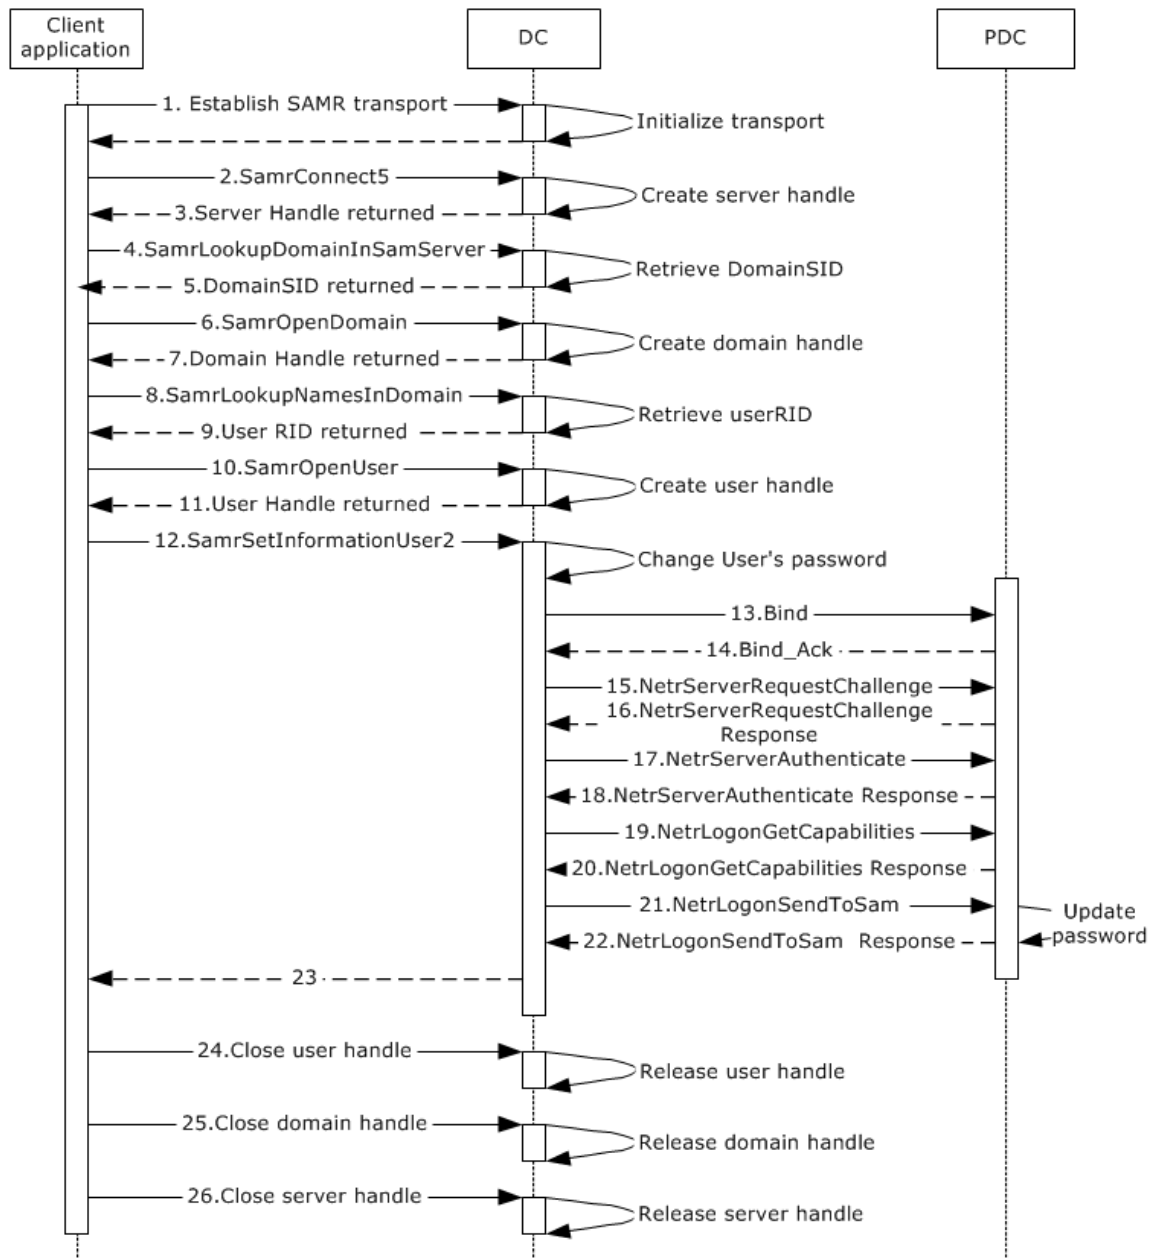 Client
application
DC
PDC
1. Establish SAMR transport
Initialize transport
2.SamrConnect5
Create server handle
3.Server Handle returned
4.SamrLookupDomainInSamServer
Retrieve DomainSID
5.DomainSID returned
6.SamrOpenDomain
Create domain handle
7.Domain Handle returned
8.SamrLookupNamesInDomain
Retrieve userRID
9.User RID returned
10.SamrOpenUser
Create user handle
11.User Handle returned
12.SamrSetInformationUser2
Change User's password
13.Bind
14.Bind_Ack
15.NetrServerRequestChallenge
16.NetrServerRequestChallenge
Response
17.NetrServerAuthenticate
18.NetrServerAuthenticate Response
19.NetrLogonGetCapabilities
20.NetrLogonGetCapabilities Response
21.NetrLogonSendToSam
Update
password
22.NetrLogonSendToSam  Response
23
24.Close user handle
Release user handle
25.Close domain handle
Release domain handle
26.Close server handle
Release server handle